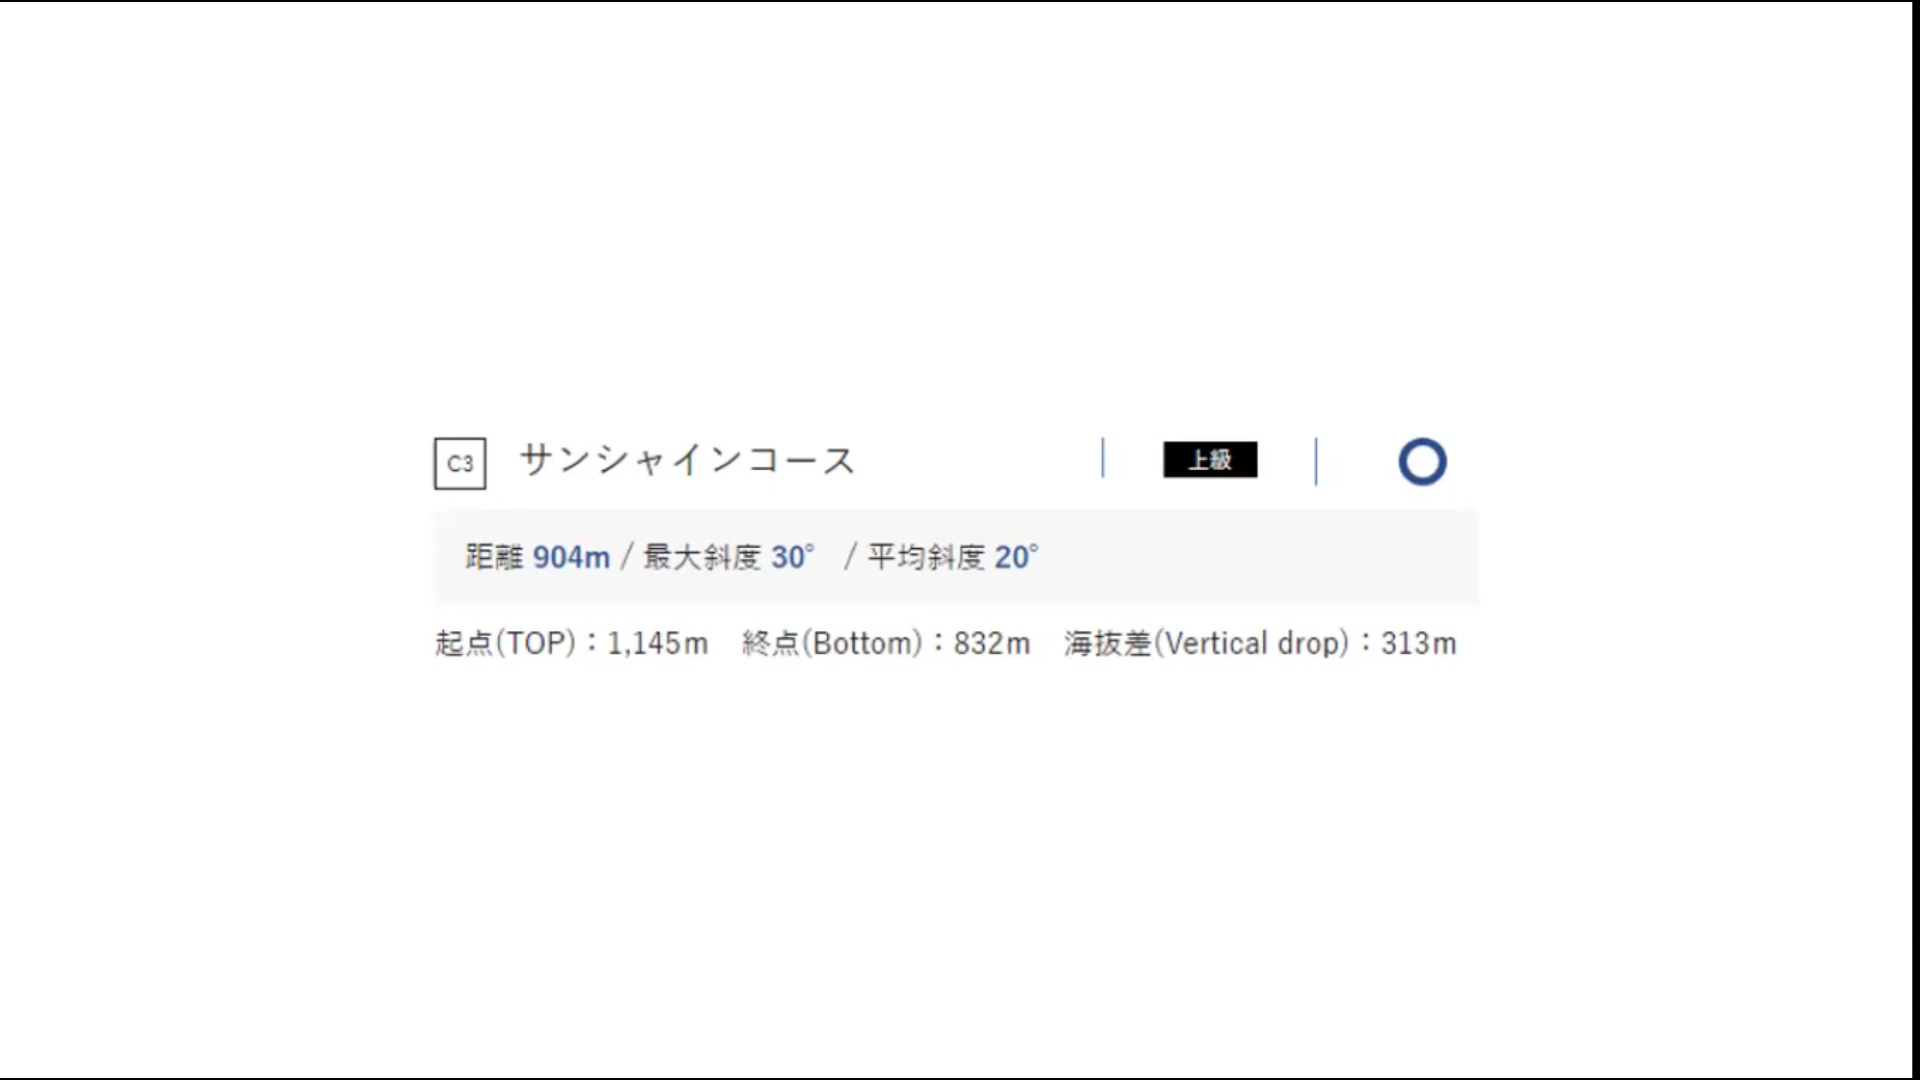 C3 サンシャインコース 上級
距離 904m / 最大斜度 30° / 平均斜度 20°
起点(TOP)：1,145m 終点(Bottom)：832m 海抜差(Vertical drop)：313m